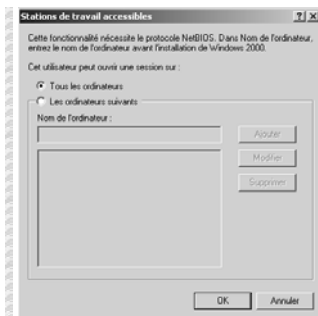 Stations de travail accessibles
Cette fonctionnalité nécessite le protocole NetBIOS. Dans Nom de l'ordinateur,
entrez le nom de l'ordinateur avant l'installation de Windows 2000.
Cet utilisateur peut ouvrir une session sur :
Tous les ordinateurs
Les ordinateurs suivants
Nom de l'ordinateur :
Ajouter
Modifier
Supprimer
OK
Annuler